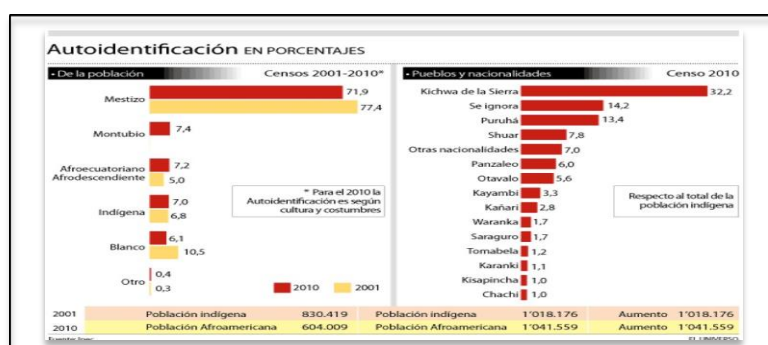 Autoidentificación EN PORCENTAJES
• De la población Censos 2001-2010*
Mestizo 71,9
77,4
Montubio 7,4
Afroecuatoriano 7,2
Afrodescendiente 5,0
Indígena 7,0
6,8
Blanco 6,1
10,5
Otro 0,4
0,3
* Para el 2010 la
Autoidentificación es según
cultura y costumbres
2010 2001
• Pueblos y nacionalidades Censo 2010
Kichwa de la Sierra 32,2
Se ignora 14,2
Puruhá 13,4
Shuar 7,8
Otras nacionalidades 7,0
Panzaleo 6,0
Otavalo 5,6
Kayambi 3,3
Kañari 2,8
Waranka 1,7
Saraguro 1,7
Tomabela 1,2
Karanki 1,1
Kisapincha 1,0
Chachi 1,0
Respecto al total de la
población indígena
2001 Población indígena 830.419 Población indígena 1'018.176 Aumento 1'018.176
2010 Población Afroamericana 604.009 Población Afroamericana 1'041.559 Aumento 1'041.559
EL UNIVERSO